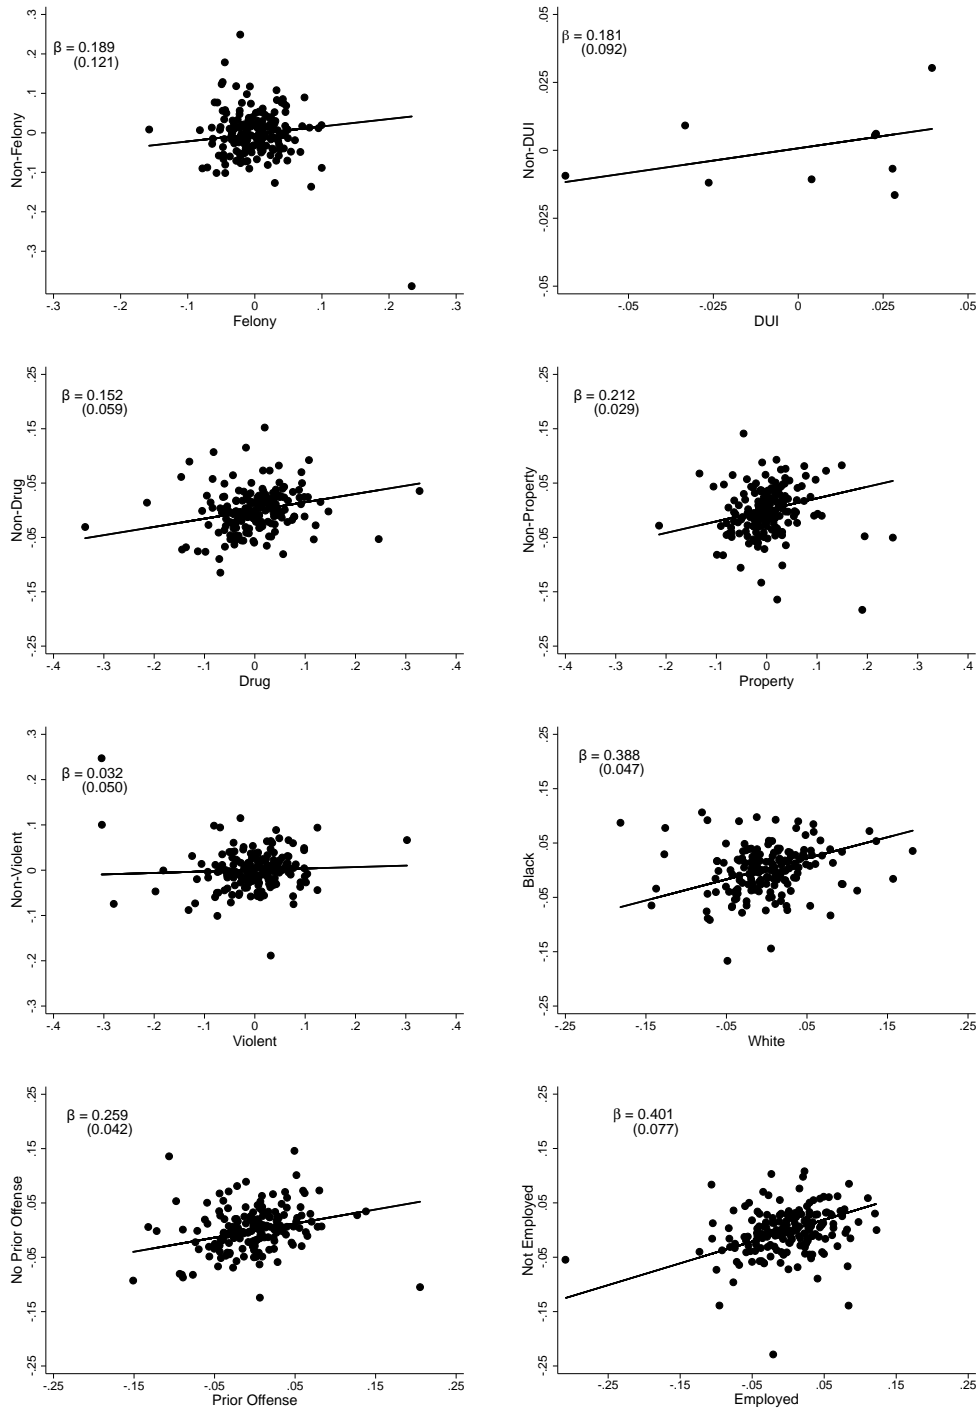 .3
.2
.1
0
-.1
-.2
-.3
Non-Felony
β = 0.189
(0.121)
-.3 -.2 -.1 0 .1 .2 .3
Felony
.05
.025
0
-.025
-.05
Non-DUI
β = 0.181
(0.092)
-.05 -.025 0 .025 .05
DUI
.25
.15
.05
-.05
-.15
-.25
Non-Drug
β = 0.152
(0.059)
-.4 -.3 -.2 -.1 0 .1 .2 .3 .4
Drug
.25
.15
.05
-.05
-.15
-.25
Non-Property
β = 0.212
(0.029)
-.4 -.3 -.2 -.1 0 .1 .2 .3 .4
Property
.3
.2
.1
0
-.1
-.2
-.3
Non-Violent
β = 0.032
(0.050)
-.4 -.3 -.2 -.1 0 .1 .2 .3 .4
Violent
.25
.15
.05
-.05
-.15
-.25
Black
β = 0.388
(0.047)
-.25 -.15 -.05 .05 .15 .25
White
.25
.15
.05
-.05
-.15
-.25
No Prior Offense
β = 0.259
(0.042)
-.25 -.15 -.05 .05 .15 .25
Prior Offense
.25
.15
.05
-.05
-.15
-.25
Not Employed
β = 0.401
(0.077)
-.25 -.15 -.05 .05 .15 .25
Employed